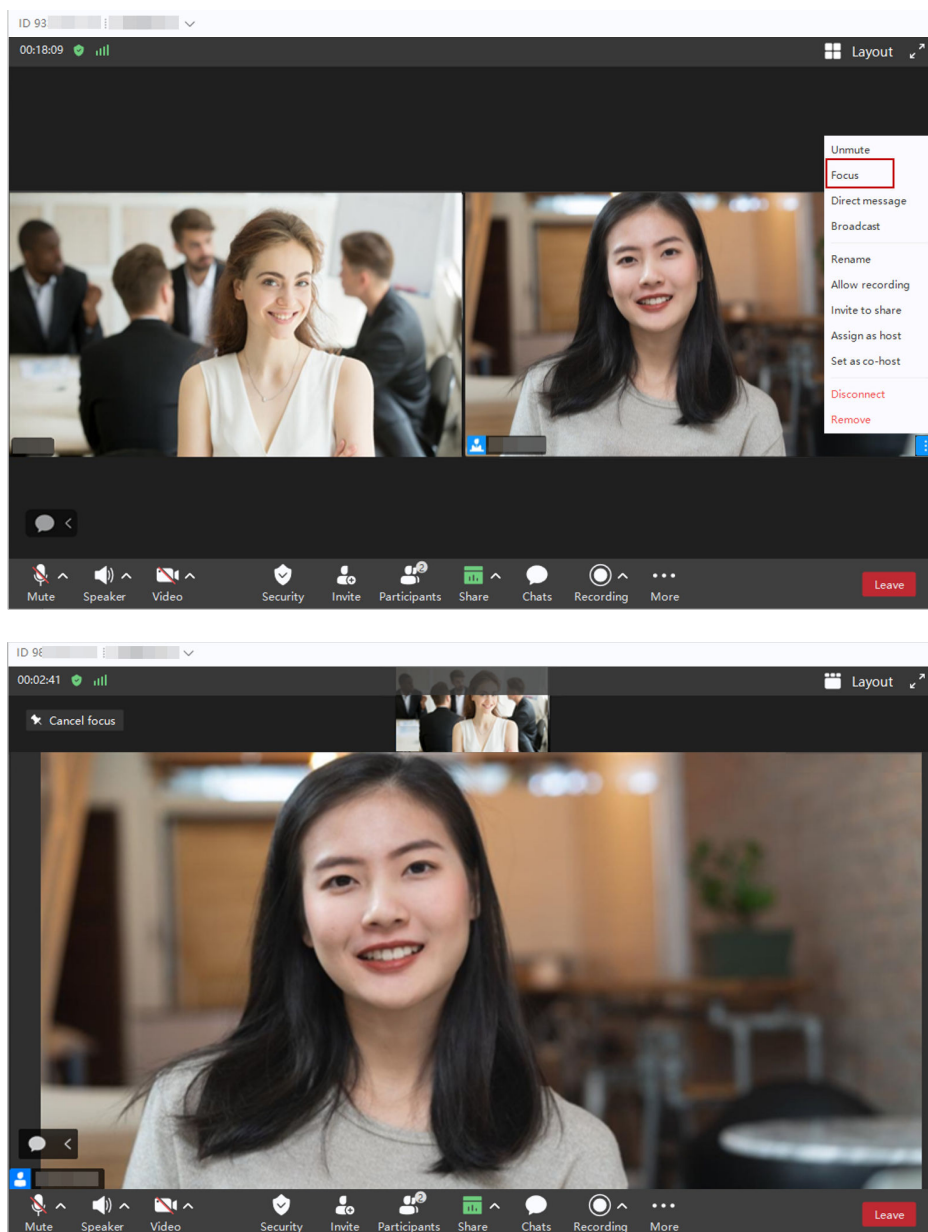 ID 93
00:18:09
Layout
Unmute
Focus
Direct message
Broadcast
Rename
Allow recording
Invite to share
Assign as host
Set as co-host
Disconnect
Remove
2
Mute Speaker Video Security Invite Participants Share Chats Recording More Leave
ID 98
00:02:41
Layout
Cancel focus
2
Mute Speaker Video Security Invite Participants Share Chats Recording More Leave